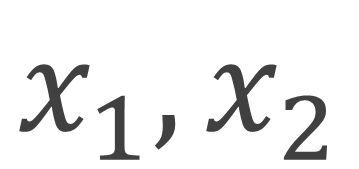 x₁, x₂